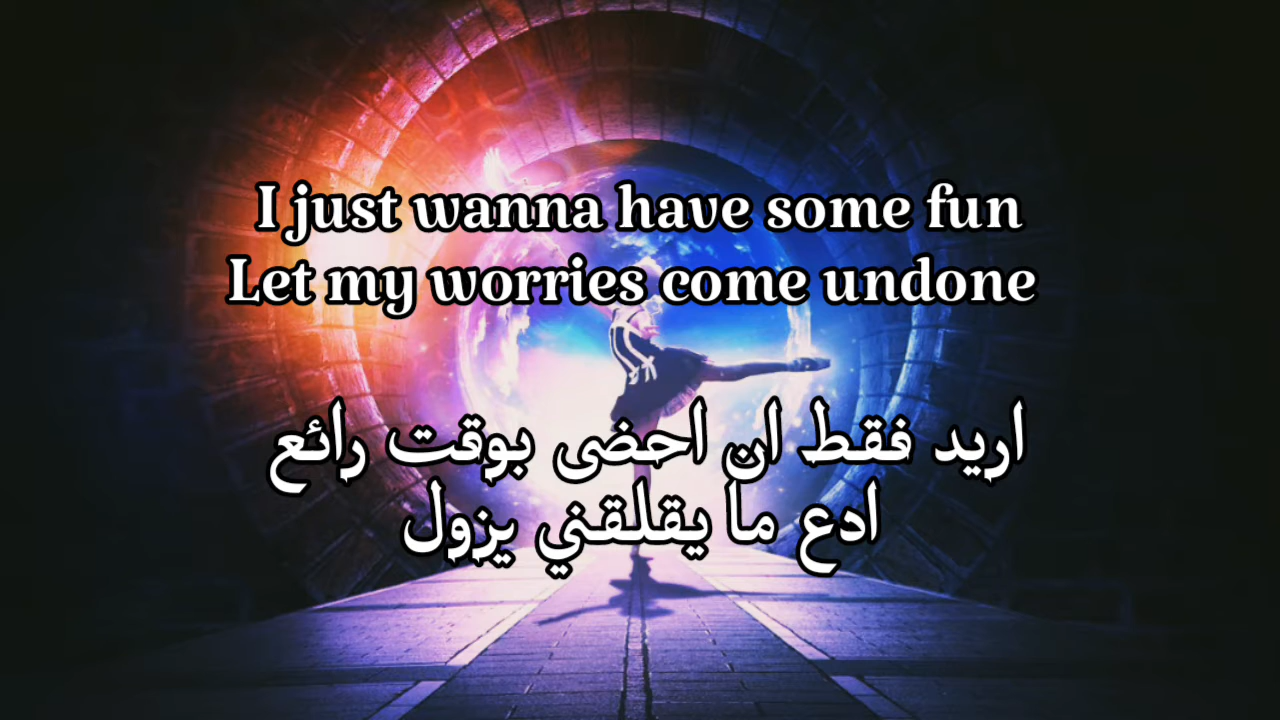 I just wanna have some fun
Let my worries come undone
اريد فقط ان احضى بوقت رائع
ادع ما يقلقني يزول